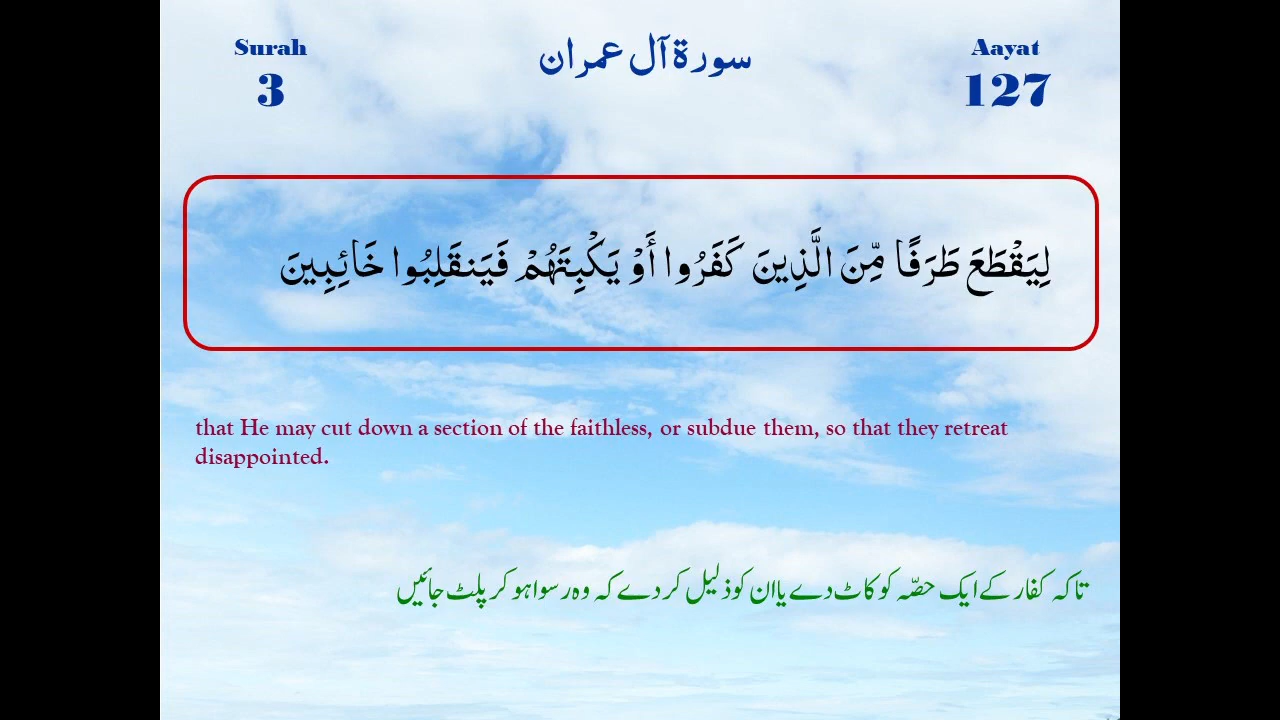 Surah
3
سورة آل عمران
Aayat
127
لِيَقْطَعَ طَرَفًا مِّنَ الَّذِينَ كَفَرُوا أَوْ يَكْبِتَهُمْ فَيَنقَلِبُوا خَائِبِينَ
that He may cut down a section of the faithless, or subdue them, so that they retreat
disappointed.
تاکہ کفار کے ایک حصّہ کو کاٹ دے یا ان کو ذلیل کر دے کہ وہ رسوا ہو کر پلٹ جائیں